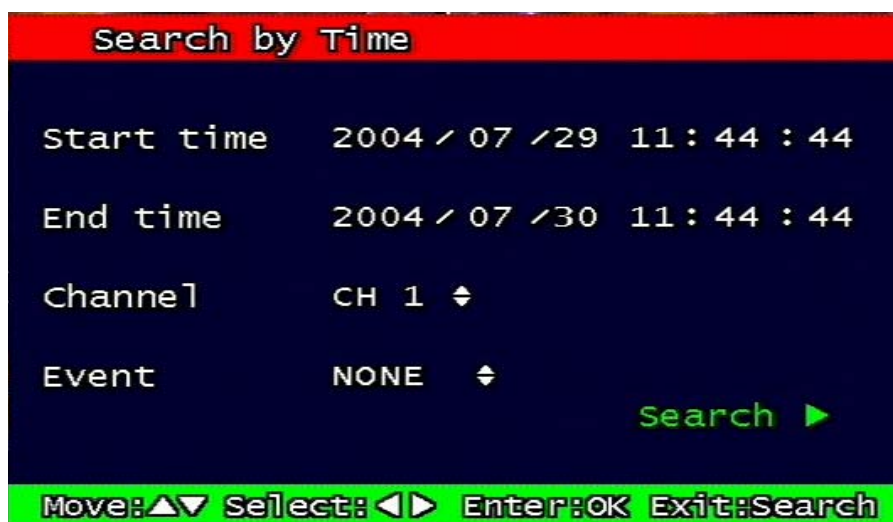 Search by Time
Start time 2004/07/29 11:44:44
End time 2004/07/30 11:44:44
Channel CH 1
Event NONE
Search
Move:△▽ Select:◁▷ Enter:OK Exit:Search